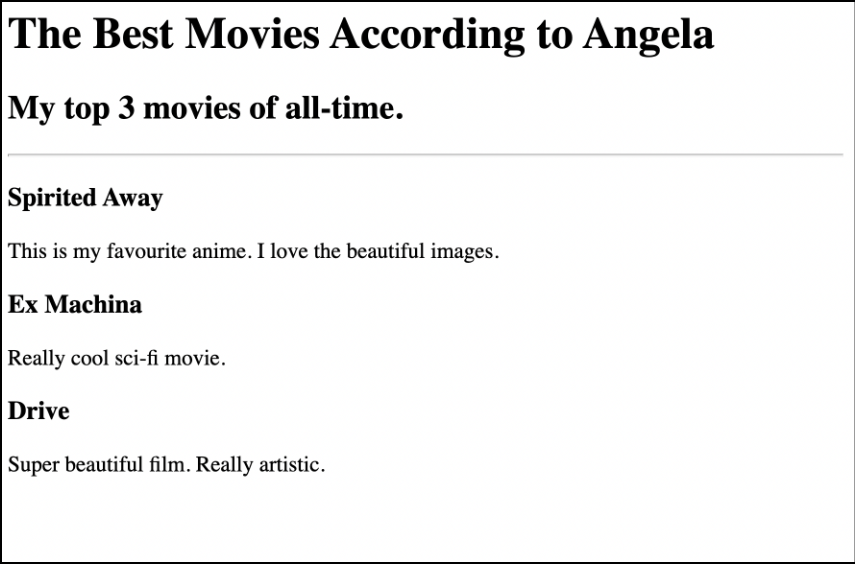 The Best Movies According to Angela
My top 3 movies of all-time.
Spirited Away
This is my favourite anime. I love the beautiful images.
Ex Machina
Really cool sci-fi movie.
Drive
Super beautiful film. Really artistic.